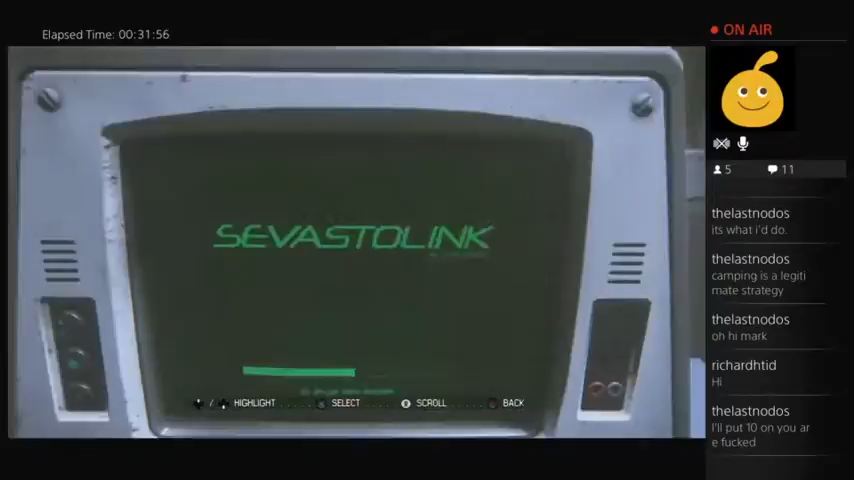 Elapsed Time: 00:31:56
ON AIR
5
11
SEVASTOLINK
/ HIGHLIGHT..... SELECT..... SCROLL..... BACK
thelastnodos
its what i'd do.
thelastnodos
camping is a legiti
mate strategy
thelastnodos
oh hi mark
richardhtid
Hi
thelastnodos
I'll put 10 on you ar
e fucked